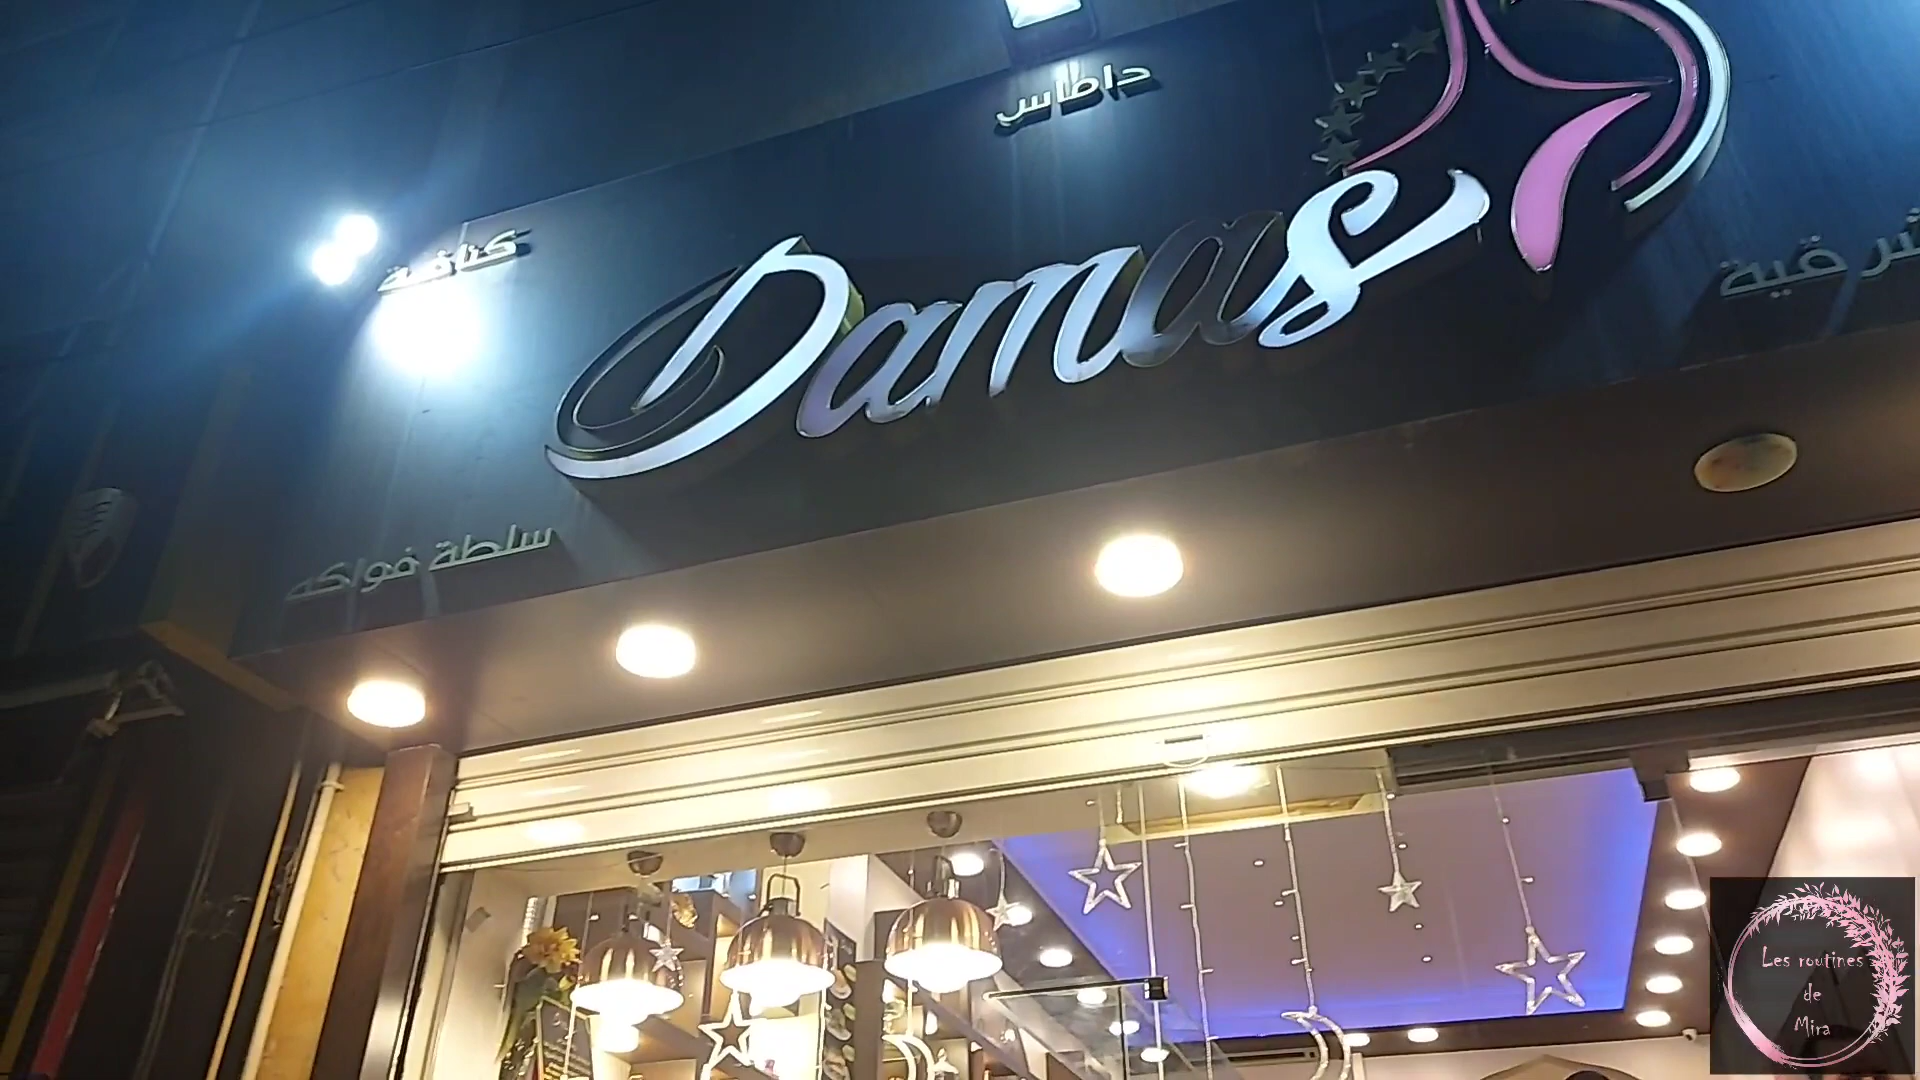 داماس
كنافة
Damas
شرقية
سلطة فواكه
Les routines
de
Mira